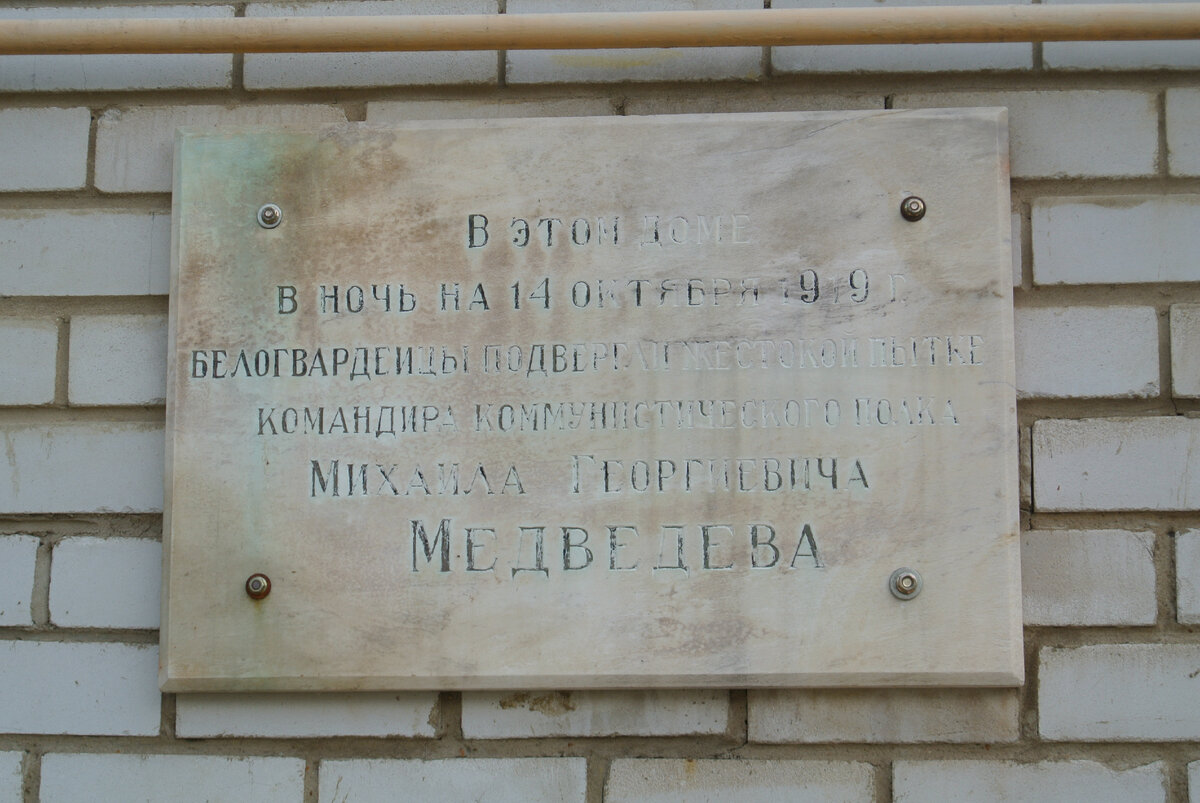 В ЭТОМ ДОМЕ
В НОЧЬ НА 14 ОКТЯБРЯ 1919 Г.
БЕЛОГВАРДЕЙЦЫ ПОДВЕРГЛИ ЖЕСТОКОЙ ПЫТКЕ
КОМАНДИРА КОММУНИСТИЧЕСКОГО ПОЛКА
МИХАИЛА ГЕОРГИЕВИЧА
МЕДВЕДЕВА